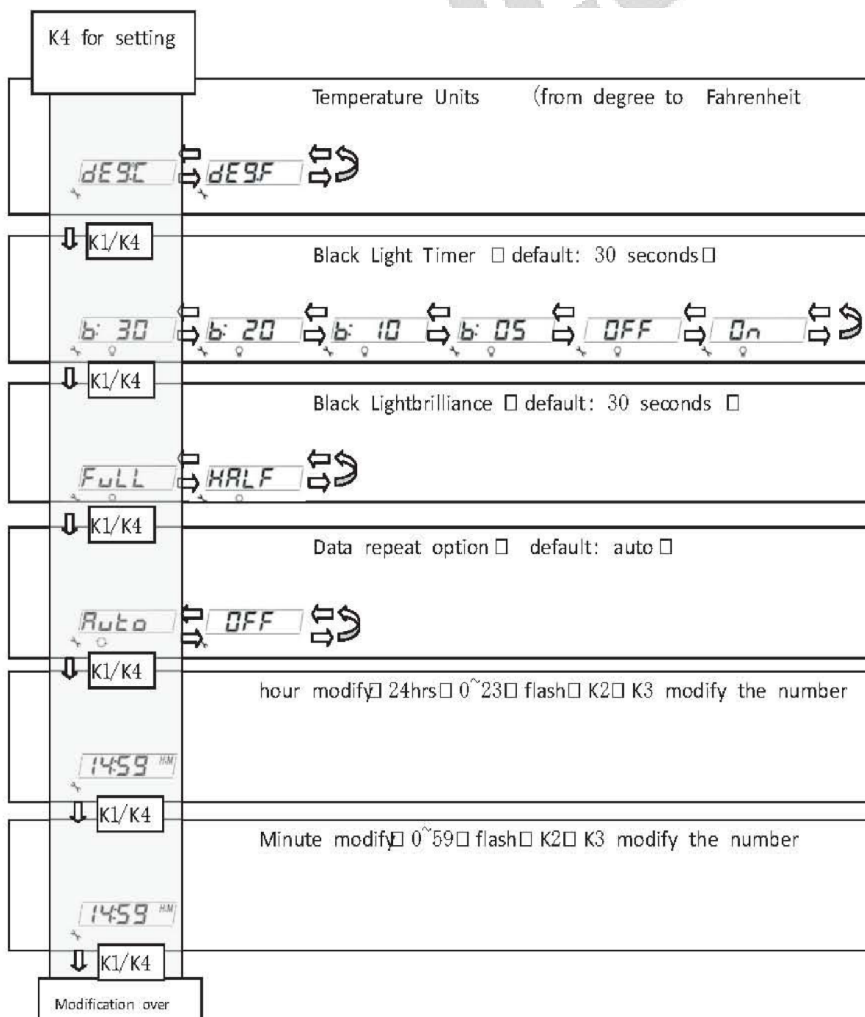 K4 for setting
Temperature Units (from degree to Fahrenheit
dEG.C dEG.F
K1/K4
Black Light Timer □ default: 30 seconds□
b: 30 b: 20 b: 10 b: 05 OFF On
K1/K4
Black Lightbrilliance □ default: 30 seconds □
FuLL HALF
K1/K4
Data repeat option□ default: auto□
Auto OFF
K1/K4
hour modify□ 24hrs□ 0~23□ flash□ K2□ K3 modify the number
14:59 H:M
K1/K4
Minute modify□ 0~59□ flash□ K2□ K3 modify the number
14:59 H:M
K1/K4
Modification over